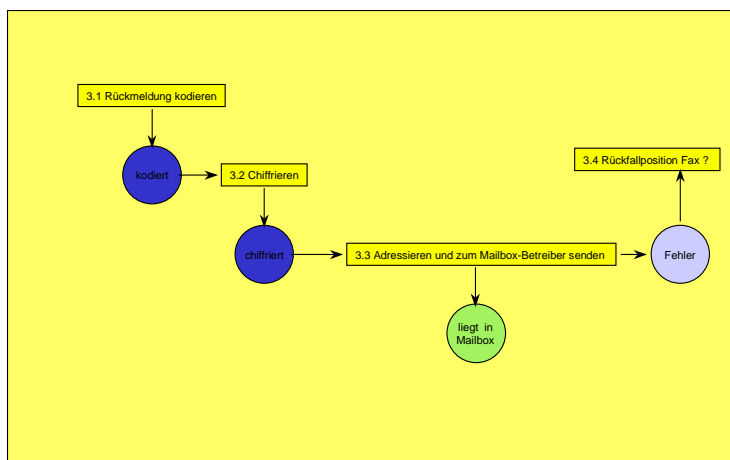 3.1 Rückmeldung kodieren
3.4 Rückfallposition Fax ?
kodiert
3.2 Chiffrieren
chiffriert
3.3 Adressieren und zum Mailbox-Betreiber senden
Fehler
liegt in
Mailbox